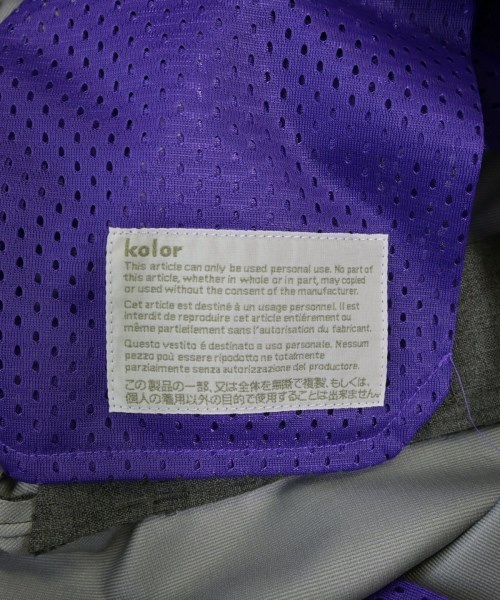 kolor
This article can only be used personal use. No part of
this article, whether in whole or in part, may copied
or used without the consent of the manufacturer.
Cet article est destiné à un usage personnel. Il est
interdit de reproduire cet article entiérement ou
même partiellement sans l'autorisation du fabricant.
Questo vestito é destinato a uso personale. Nessun
pezzo poù essere ripodotto ne totalmente
parzialmente senza autorizzazione del productore.
この製品の一部、又は全体を無断で複製、もしくは、
個人の着用以外の目的で使用することは出来ません。